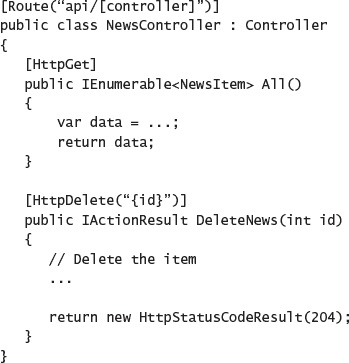 [Route(“api/[controller]”)]
public class NewsController : Controller
{
[HttpGet]
public IEnumerable<NewsItem> All()
{
var data = ...;
return data;
}
[HttpDelete(“{id}”)]
public IActionResult DeleteNews(int id)
{
// Delete the item
...
return new HttpStatusCodeResult(204);
}
}